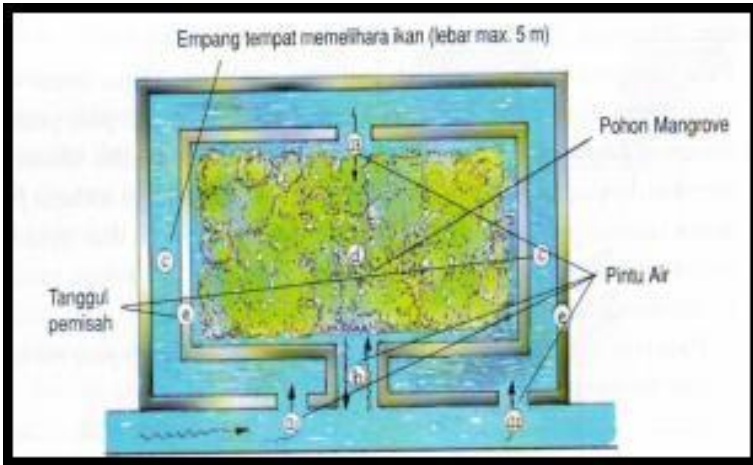 Empang tempat memelihara ikan (lebar max. 5 m)
Pohon Mangrove
c
d
c
Pintu Air
Tanggul
pemisah
e
e
b